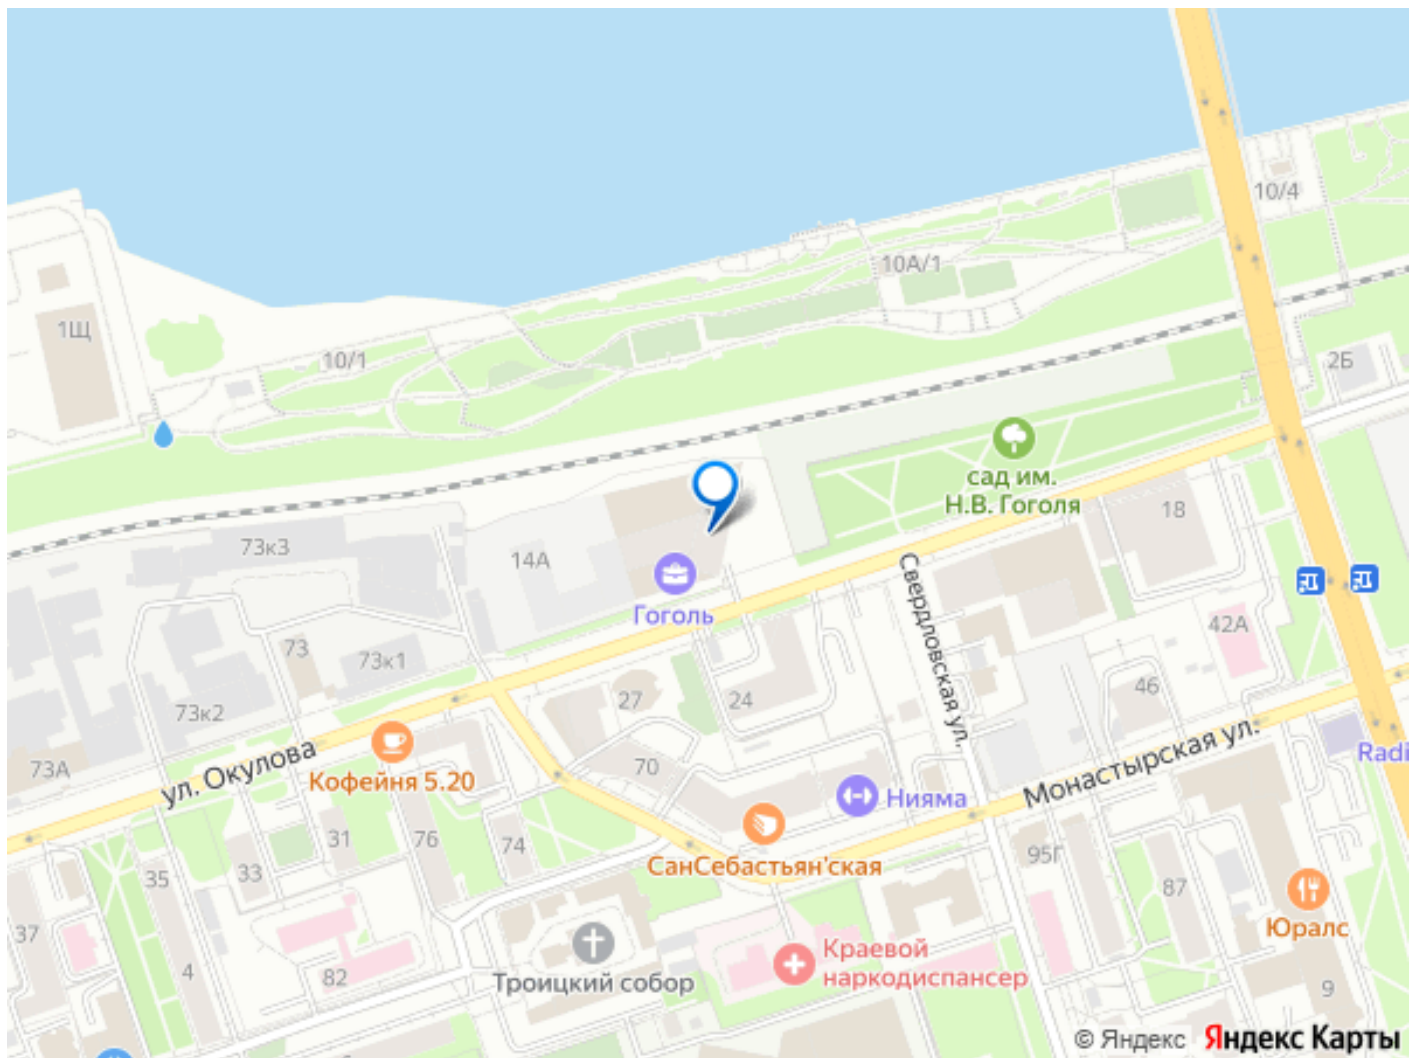 10/4
10А/1
1Щ
10/1
2Б
сад им.
Н.В. Гоголя
18
73к3
14А
Гоголь
Свердловская ул.
42А
73
73к1
46
27
24
73к2
Монастырская ул.
Radi
73А
ул. Окулова
Кофейня 5.20
70
Нияма
31
76
74
СанСебастьян'ская
95Г
35
33
87
37
Юралс
4
82
Троицкий собор
Краевой
наркодиспансер
9
© Яндекс Яндекс Карты